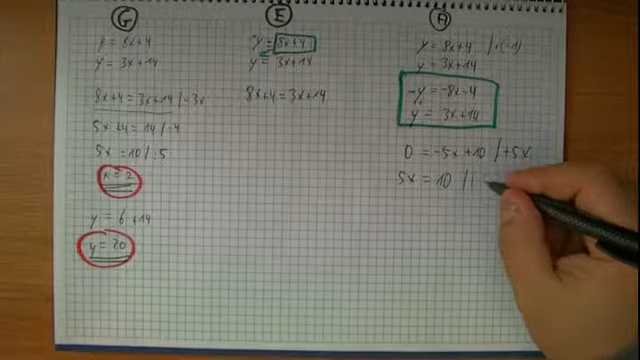 G
y = 8x+4
y = 3x+14
8x+4 = 3x+14 /-3x
5x+4 = 14 /-4
5x = 10 /:5
x = 2
y = 6+14
y = 20
E
y = 8x+4
y = 3x+14
8x+4 = 3x+14
A
y = 8x+4 /·(-1)
y = 3x+14
-y = -8x-4
y = 3x+14
0 = -5x+10 /+5x
5x = 10 /